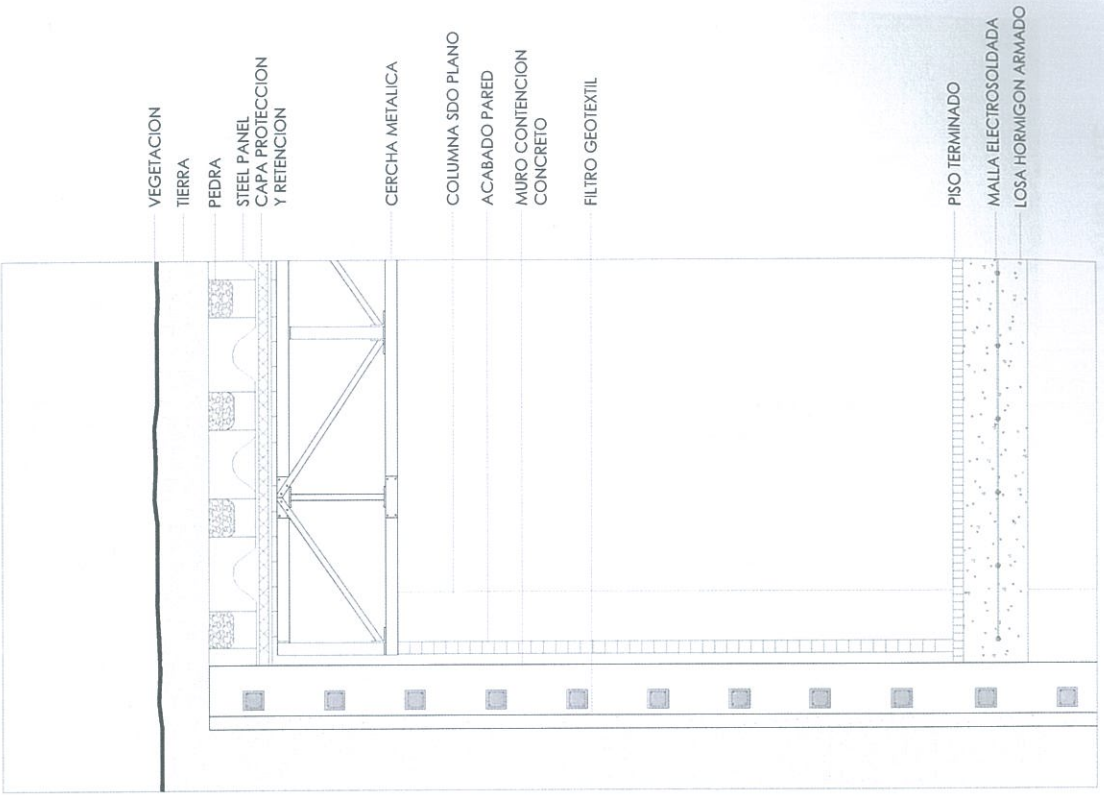 VEGETACION
TIERRA
PEDRA
STEEL PANEL
CAPA PROTECCION
Y RETENCION
CERCHA METALICA
COLUMNA SDO PLANO
ACABADO PARED
MURO CONTENCION
CONCRETO
FILTRO GEOTEXTIL
PISO TERMINADO
MALLA ELECTROSOLDADA
LOSA HORMIGON ARMADO